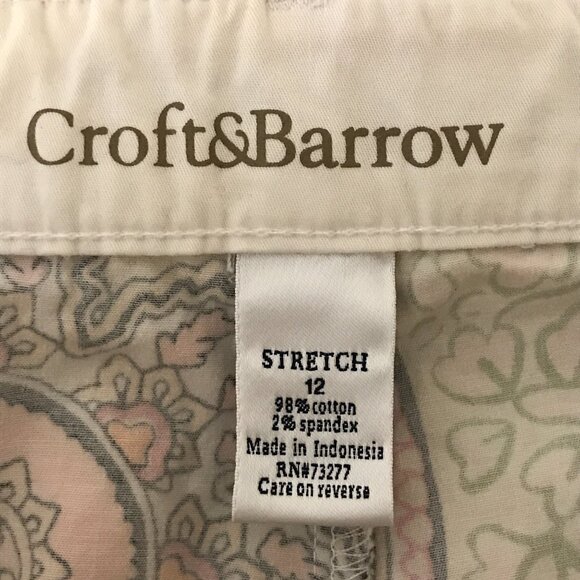 Croft&Barrow
STRETCH
12
98% cotton
2% spandex
Made in Indonesia
RN#73277
Care on reverse